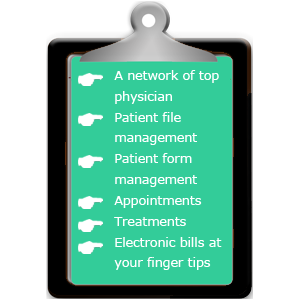 A network of top
physician
Patient file
management
Patient form
management
Appointments
Treatments
Electronic bills at
your finger tips